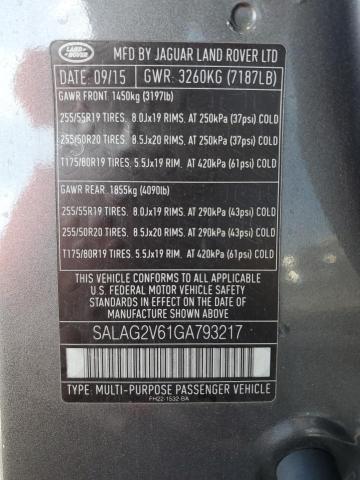 LAND ROVER
MFD BY JAGUAR LAND ROVER LTD
DATE: 09/15 GWR: 3260KG (7187LB)
GAWR FRONT: 1450kg (3197lb)
255/55R19 TIRES. 8.0Jx19 RIMS. AT 250kPa (37psi) COLD
255/50R20 TIRES. 8.5Jx20 RIMS. AT 250kPa (37psi) COLD
T175/80R19 TIRES. 5.5Jx19 RIM. AT 420kPa (61psi) COLD
GAWR REAR: 1855kg (4090lb)
255/55R19 TIRES. 8.0Jx19 RIMS. AT 290kPa (43psi) COLD
255/50R20 TIRES. 8.5Jx20 RIMS. AT 290kPa (43psi) COLD
T175/80R19 TIRES. 5.5Jx19 RIM. AT 420kPa (61psi) COLD
THIS VEHICLE CONFORMS TO ALL APPLICABLE
U.S. FEDERAL MOTOR VEHICLE SAFETY
STANDARDS IN EFFECT ON THE DATE OF
MANUFACTURE SHOWN ABOVE.
SALAG2V61GA793217
TYPE: MULTI-PURPOSE PASSENGER VEHICLE
FH22-1532-BA